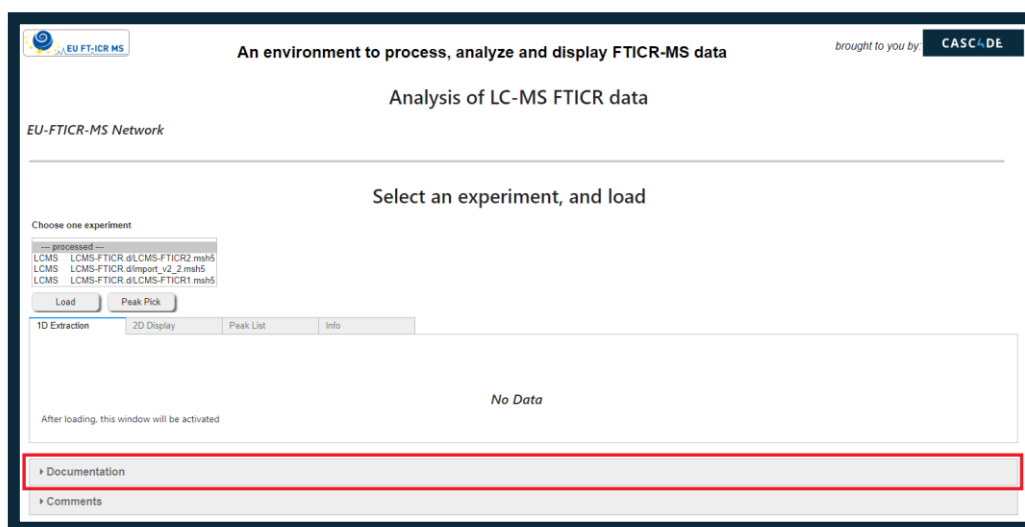 EU FT-ICR MS
An environment to process, analyze and display FTICR-MS data
brought to you by:
CASC4DE
Analysis of LC-MS FTICR data
EU-FTICR-MS Network
Select an experiment, and load
Choose one experiment
--- processed ---
LCMS LCMS-FTICR.d/LCMS-FTICR2.msh5
LCMS LCMS-FTICR.d/import_v2_2.msh5
LCMS LCMS-FTICR.d/LCMS-FTICR1.msh5
Load Peak Pick
1D Extraction 2D Display Peak List Info
No Data
After loading, this window will be activated
Documentation
Comments